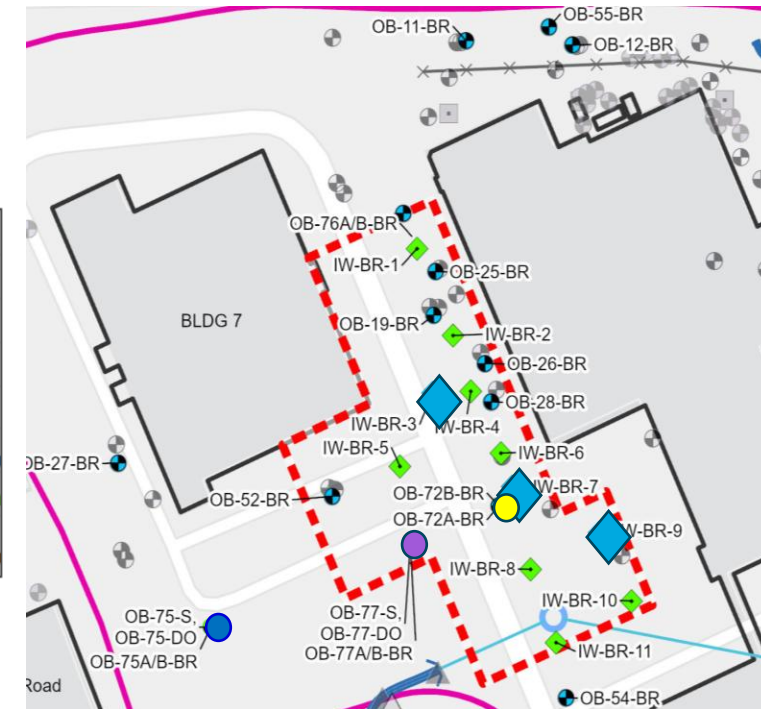 OB-55-BR
OB-11-BR
OB-12-BR
OB-76A/B-BR
IW-BR-1
OB-25-BR
BLDG 7
OB-19-BR
IW-BR-2
OB-26-BR
OB-28-BR
IW-BR-3
IW-BR-4
IW-BR-5
IW-BR-6
OB-27-BR
IW-BR-7
OB-72B-BR
OB-52-BR
OB-72A-BR
W-BR-9
IW-BR-8
IW-BR-10
OB-75-S,
OB-75-DO
OB-75A/B-BR
OB-77-S,
OB-77-DO
OB-77A/B-BR
IW-BR-11
Road
OB-54-BR